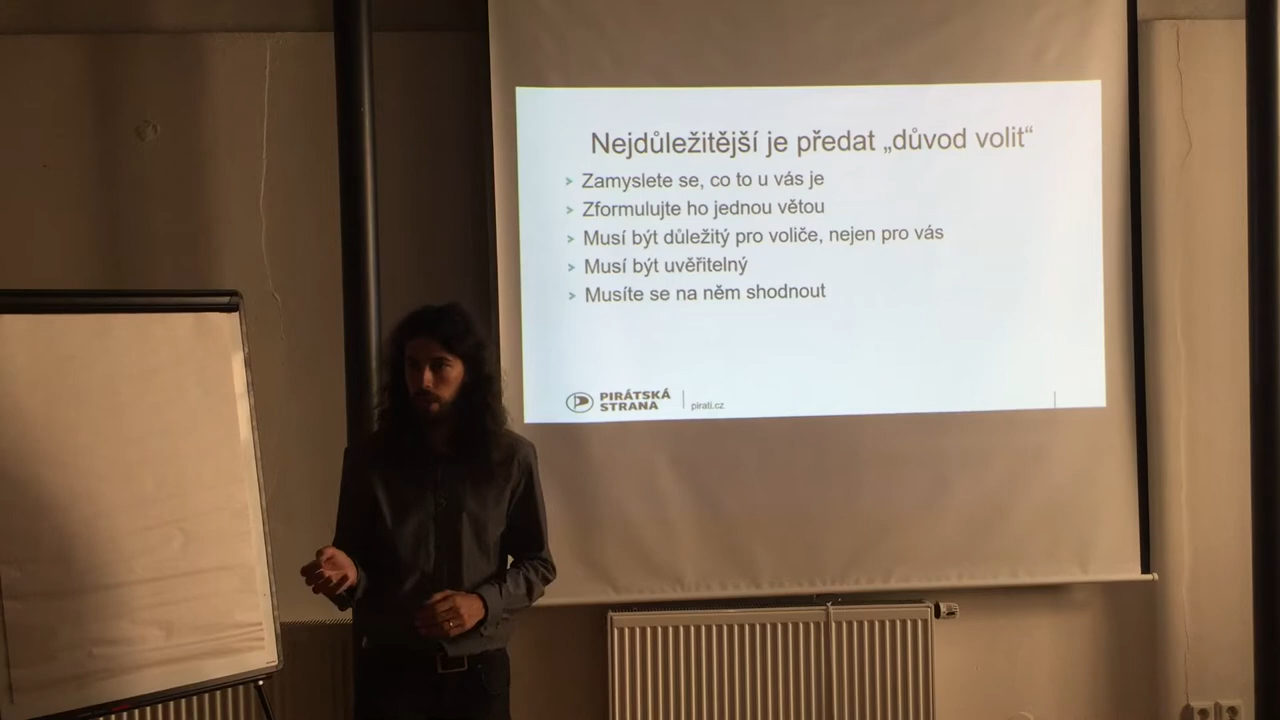 Nejdůležitější je předat „důvod volit“
Zamyslete se, co to u vás je
Zformulujte ho jednou větou
Musí být důležitý pro voliče, nejen pro vás
Musí být uvěřitelný
Musíte se na něm shodnout
PIRÁTSKÁ
STRANA
pirati.cz